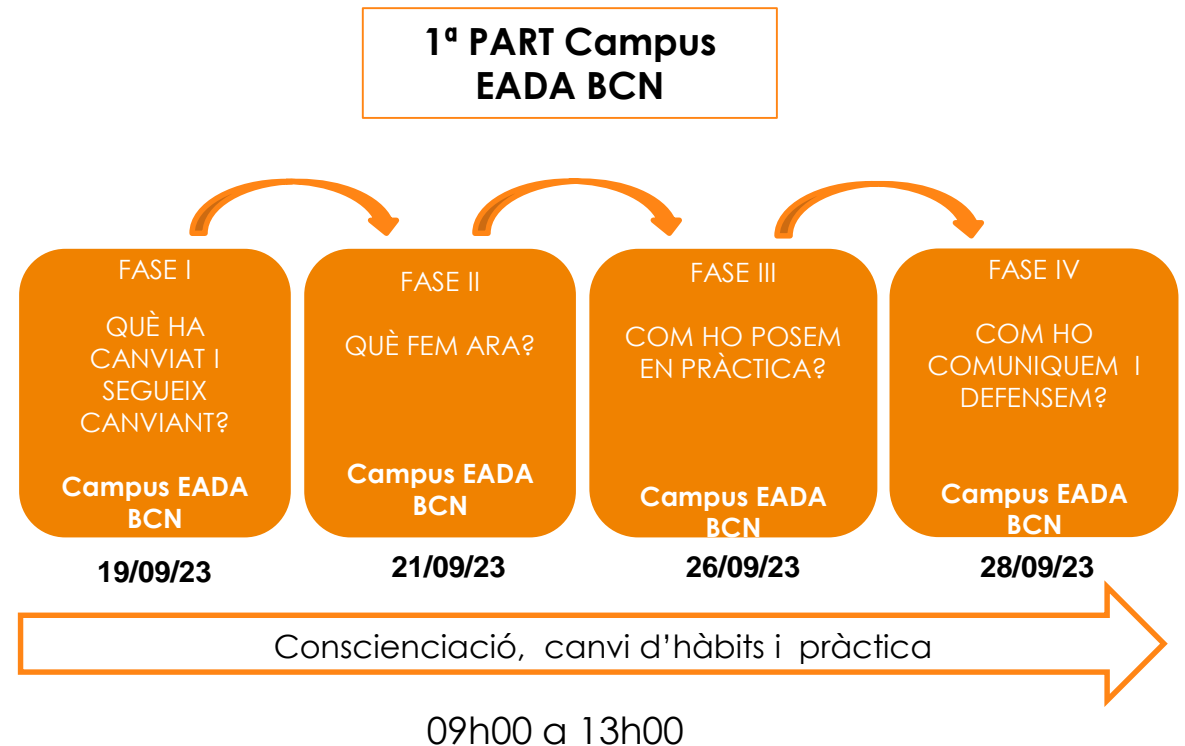 1ª PART Campus
EADA BCN
FASE I
QUÈ HA
CANVIAT I
SEGUEIX
CANVIANT?
Campus EADA
BCN
19/09/23
FASE II
QUÈ FEM ARA?
Campus EADA
BCN
21/09/23
FASE III
COM HO POSEM
EN PRÀCTICA?
Campus EADA
BCN
26/09/23
FASE IV
COM HO
COMUNIQUEM I
DEFENSEM?
Campus EADA
BCN
28/09/23
Conscienciació, canvi d’hàbits i pràctica
09h00 a 13h00